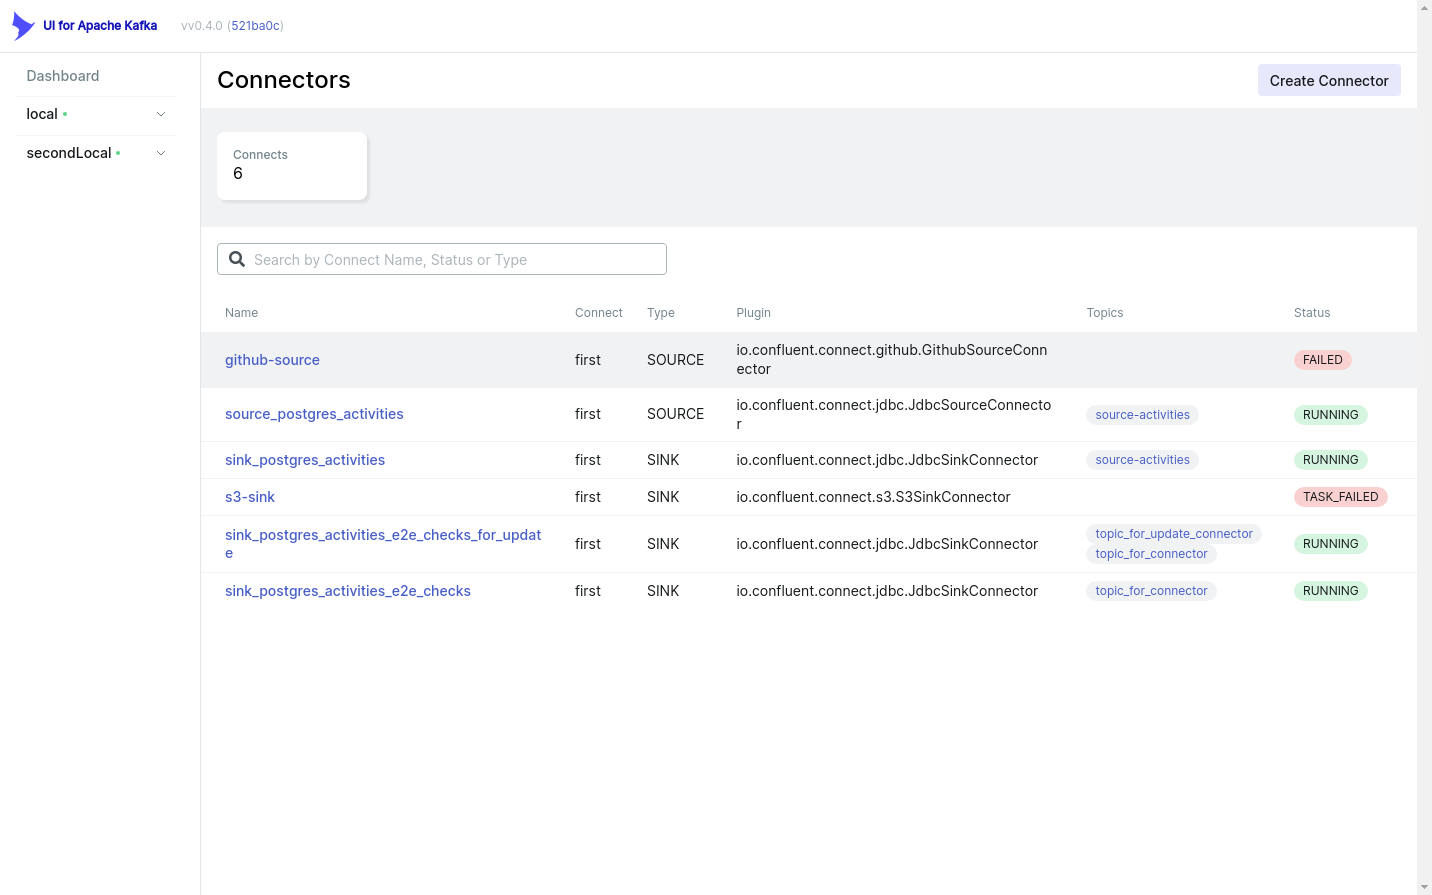 UI for Apache Kafka vv0.4.0 (521ba0c)
Dashboard
local
secondLocal
Connectors
Create Connector
Connects
6
Search by Connect Name, Status or Type
Name Connect Type Plugin Topics Status
github-source first SOURCE io.confluent.connect.github.GithubSourceConn
ector
FAILED
source_postgres_activities first SOURCE io.confluent.connect.jdbc.JdbcSourceConnecto
r
source-activities RUNNING
sink_postgres_activities first SINK io.confluent.connect.jdbc.JdbcSinkConnector source-activities RUNNING
s3-sink first SINK io.confluent.connect.s3.S3SinkConnector TASK_FAILED
sink_postgres_activities_e2e_checks_for_updat
e
first SINK io.confluent.connect.jdbc.JdbcSinkConnector
topic_for_update_connector
topic_for_connector
RUNNING
sink_postgres_activities_e2e_checks first SINK io.confluent.connect.jdbc.JdbcSinkConnector topic_for_connector RUNNING